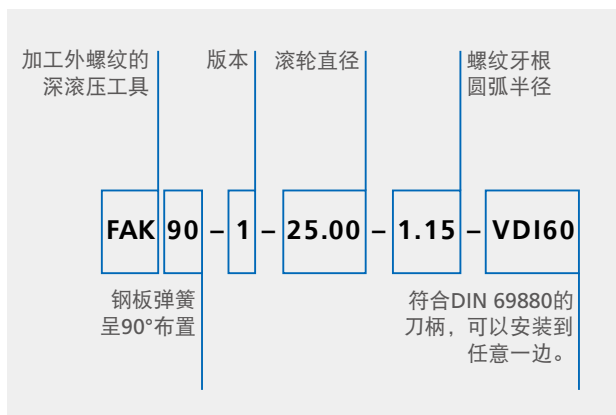 加工外螺纹的
深滚压工具
版本
滚轮直径
螺纹牙根
圆弧半径
FAK 90 – 1 – 25.00 – 1.15 – VDI60
钢板弹簧
呈90°布置
符合DIN 69880的
刀柄，可以安装到
任意一边。